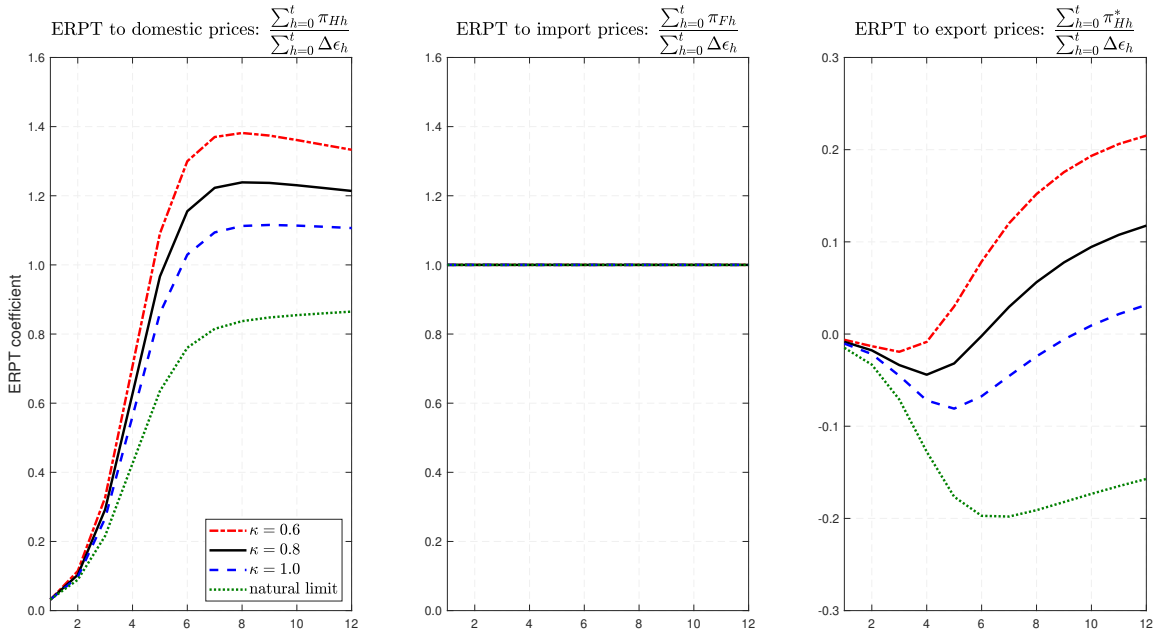 ERPT to domestic prices: $\frac{\sum_{h=0}^{t} \pi_{Hh}}{\sum_{h=0}^{t} \Delta\epsilon_h}$
ERPT to import prices: $\frac{\sum_{h=0}^{t} \pi_{Fh}}{\sum_{h=0}^{t} \Delta\epsilon_h}$
ERPT to export prices: $\frac{\sum_{h=0}^{t} \pi_{Hh}^{*}}{\sum_{h=0}^{t} \Delta\epsilon_h}$
ERPT coefficient
1.6
1.4
1.2
1.0
0.8
0.6
0.4
0.2
0.0
2 4 6 8 10 12
κ = 0.6
κ = 0.8
κ = 1.0
natural limit
1.6
1.4
1.2
1.0
0.8
0.6
0.4
0.2
0.0
2 4 6 8 10 12
0.3
0.2
0.1
0.0
-0.1
-0.2
-0.3
2 4 6 8 10 12